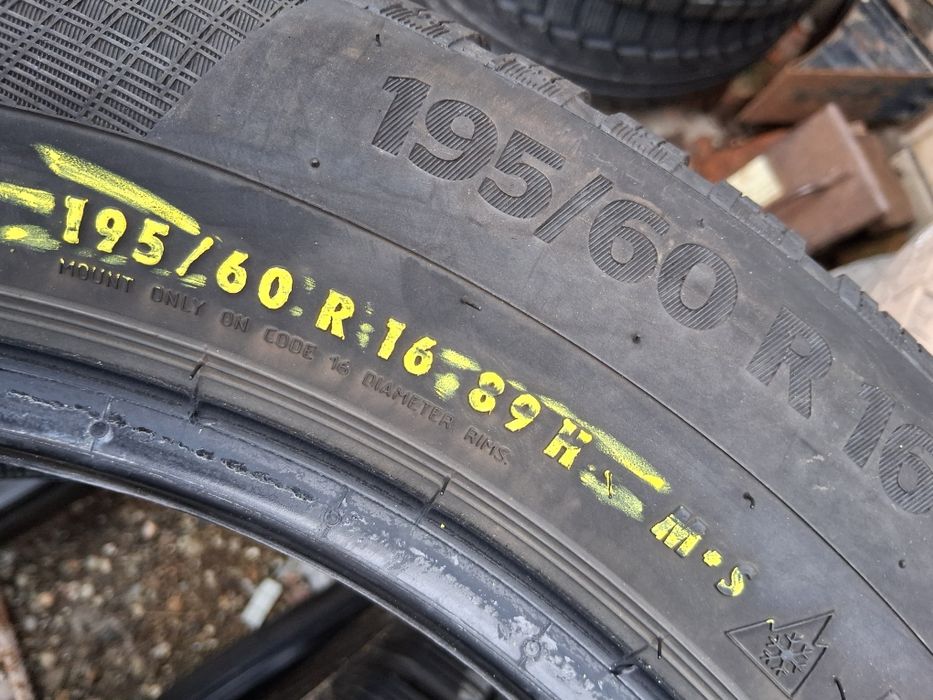 195/60 R 16
195/60 R 16 89 H M+S
MOUNT ONLY ON CODE 16 DIAMETER RIMS.